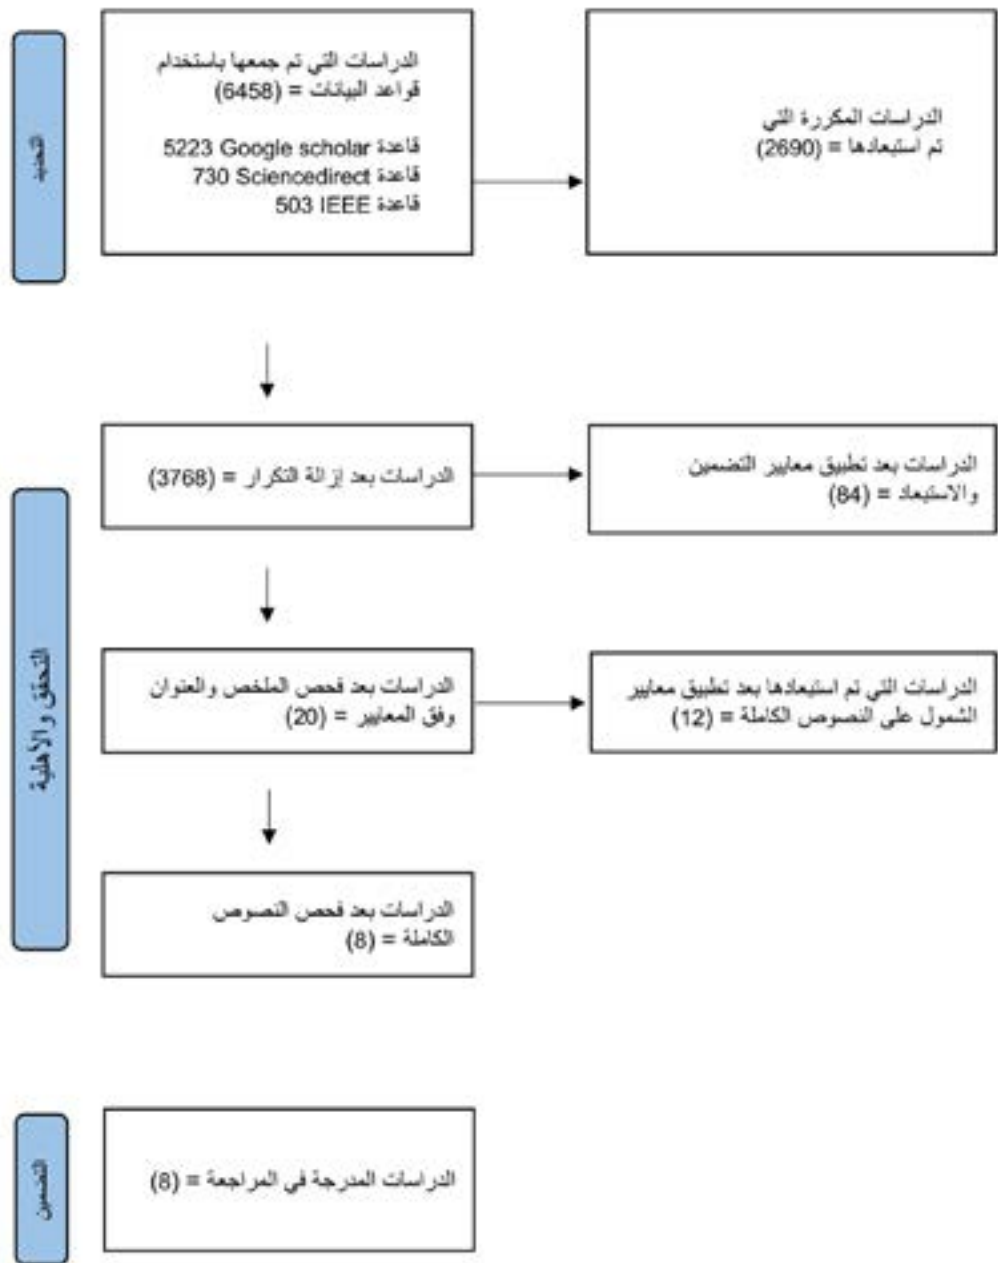 التحديد
الدراسات التي تم جمعها باستخدام
قواعد البيانات = (6458)
قاعدة Google scholar 5223
قاعدة Sciencedirect 730
قاعدة IEEE 503
الدراسات المكررة التي
تم استبعادها = (2690)
التحقق والأهلية
الدراسات بعد إزالة التكرار = (3768)
الدراسات بعد تطبيق معايير التضمين
والاستبعاد = (84)
الدراسات بعد فحص الملخص والعنوان
وفق المعايير = (20)
الدراسات التي تم استبعادها بعد تطبيق معايير
الشمول على النصوص الكاملة = (12)
الدراسات بعد فحص النصوص
الكاملة = (8)
التضمين
الدراسات المدرجة في المراجعة = (8)